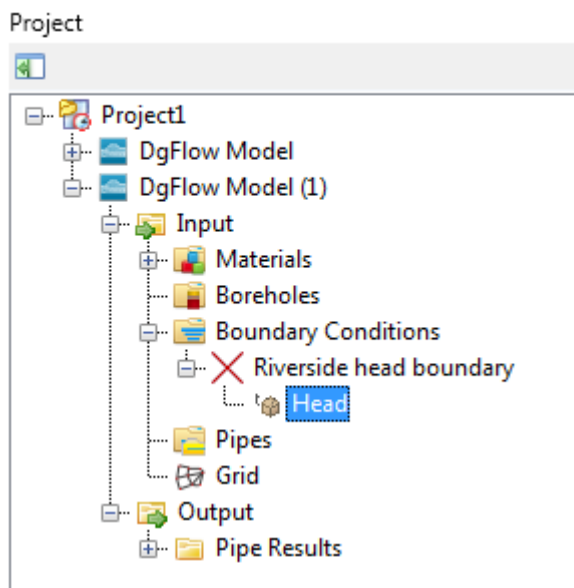 Project
Project1
DgFlow Model
DgFlow Model (1)
Input
Materials
Boreholes
Boundary Conditions
Riverside head boundary
Head
Pipes
Grid
Output
Pipe Results